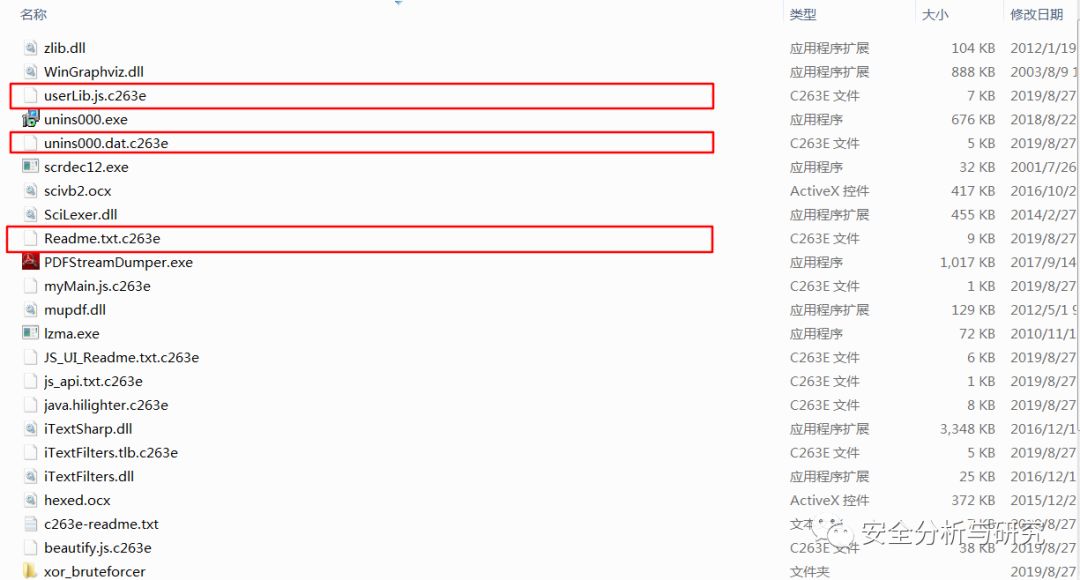 名称 类型 大小 修改日期
zlib.dll 应用程序扩展 104 KB 2012/1/19
WinGraphviz.dll 应用程序扩展 888 KB 2003/8/9 1
userLib.js.c263e C263E 文件 7 KB 2019/8/27
unins000.exe 应用程序 676 KB 2018/8/22
unins000.dat.c263e C263E 文件 5 KB 2019/8/27
scrdec12.exe 应用程序 32 KB 2001/7/26
scivb2.ocx ActiveX 控件 417 KB 2016/10/2
SciLexer.dll 应用程序扩展 455 KB 2014/2/27
Readme.txt.c263e C263E 文件 9 KB 2019/8/27
PDFStreamDumper.exe 应用程序 1,017 KB 2017/9/14
myMain.js.c263e C263E 文件 1 KB 2019/8/27
mupdf.dll 应用程序扩展 129 KB 2012/5/1 9
lzma.exe 应用程序 72 KB 2010/11/1
JS_UI_Readme.txt.c263e C263E 文件 6 KB 2019/8/27
js_api.txt.c263e C263E 文件 1 KB 2019/8/27
java.hilighter.c263e C263E 文件 8 KB 2019/8/27
iTextSharp.dll 应用程序扩展 3,348 KB 2016/12/1
iTextFilters.tlb.c263e C263E 文件 5 KB 2019/8/27
iTextFilters.dll 应用程序扩展 25 KB 2016/12/1
hexed.ocx ActiveX 控件 372 KB 2015/12/2
c263e-readme.txt 7 KB 2019/8/27
安全分析与研究
beautify.js.c263e C263E 文件 38 KB 2019/8/27
xor_bruteforcer 文件夹 2019/8/27